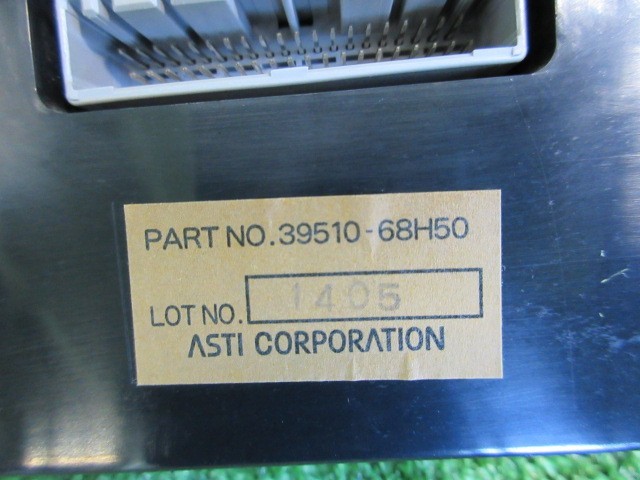 PART NO.39510-68H50
LOT NO. 1405
ASTI CORPORATION